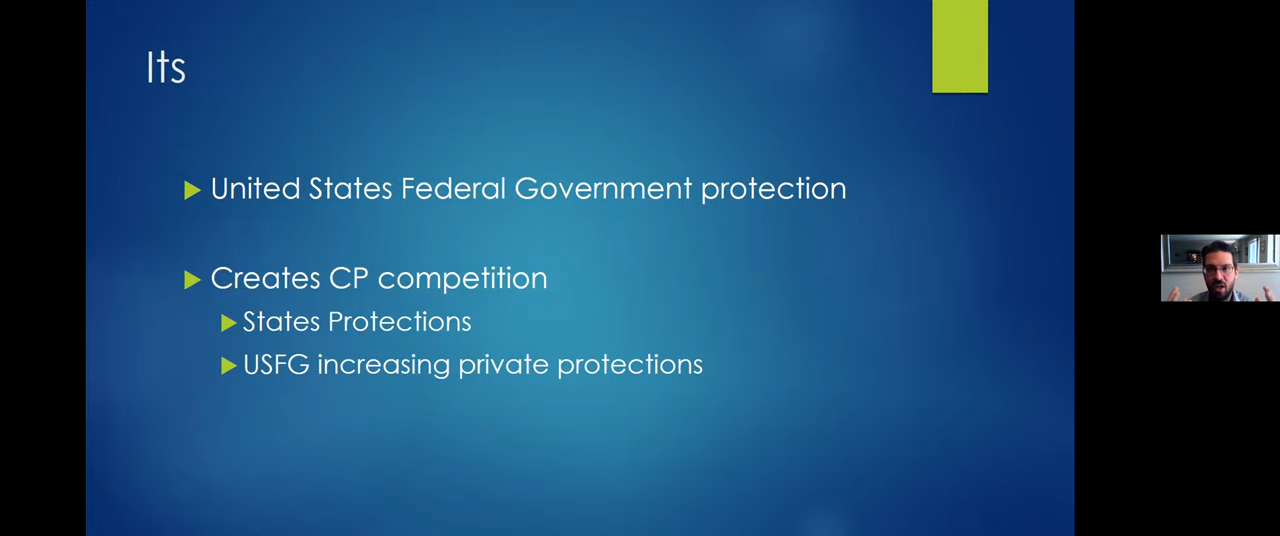 Its
United States Federal Government protection
Creates CP competition
States Protections
USFG increasing private protections